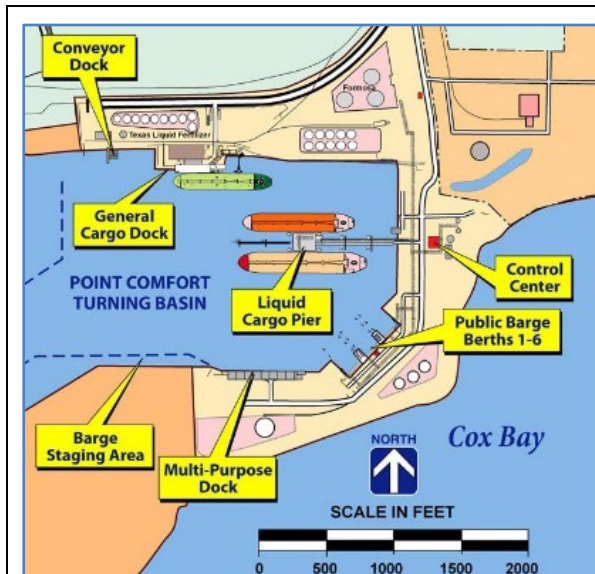 Conveyor
Dock
Formosa
Texas Liquid Fertilizer
General
Cargo Dock
POINT COMFORT
TURNING BASIN
Liquid
Cargo Pier
Control
Center
Public Barge
Berths 1-6
Barge
Staging Area
Multi-Purpose
Dock
NORTH
Cox Bay
SCALE IN FEET
0 500 1000 1500 2000